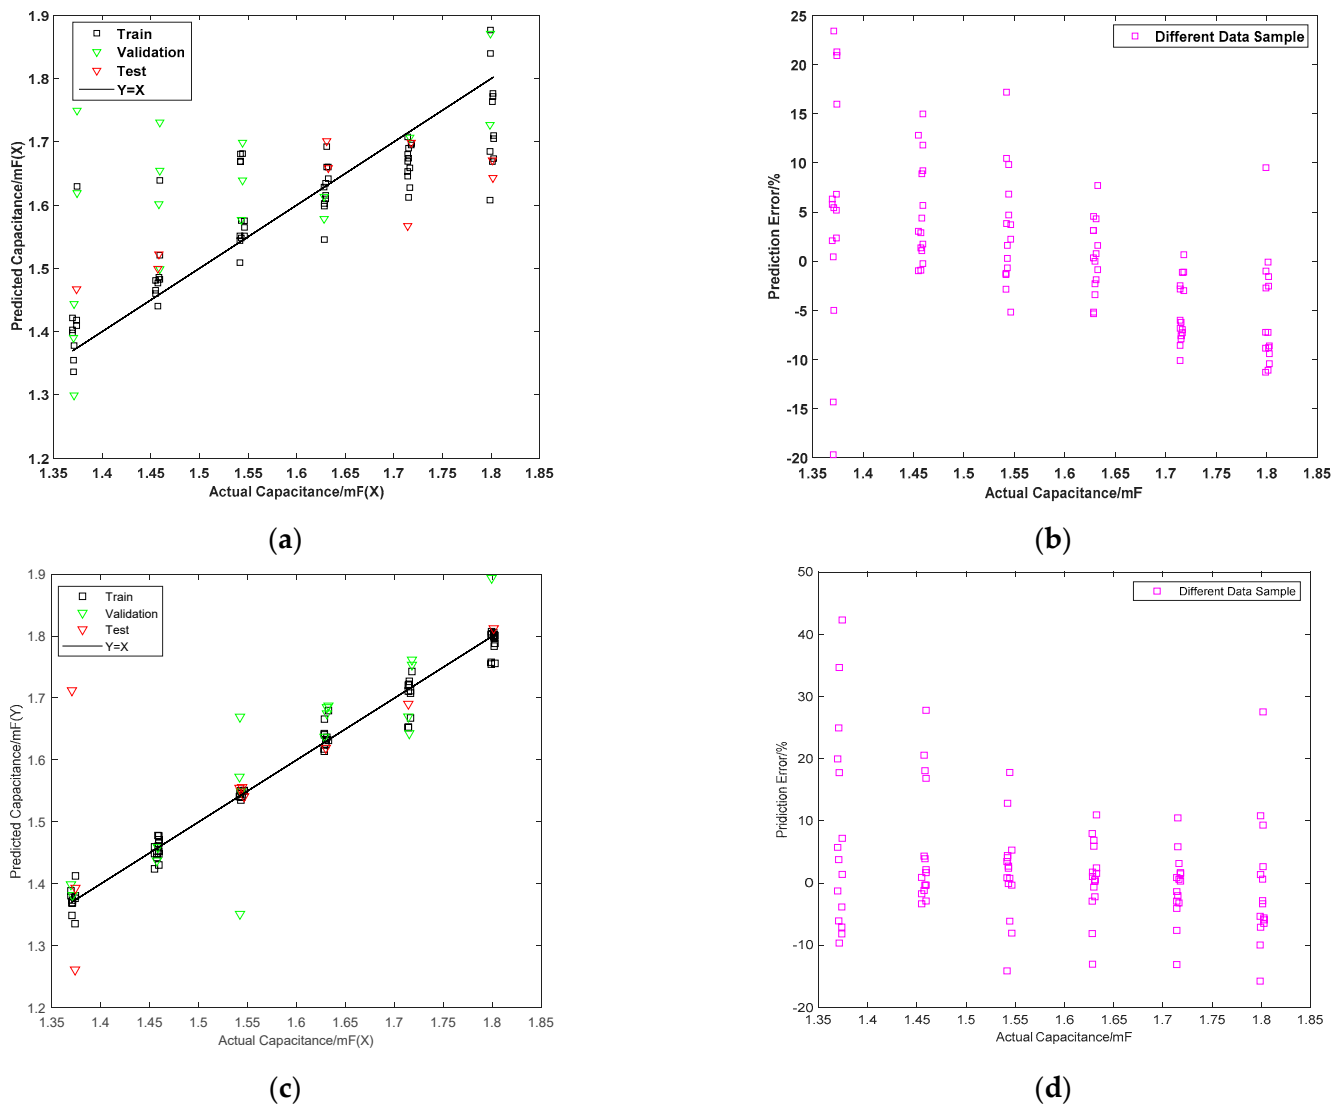 1.9
1.8
1.7
1.6
1.5
1.4
1.3
1.2
Predicted Capacitance/mF(X)
Train
Validation
Test
Y=X
1.35 1.4 1.45 1.5 1.55 1.6 1.65 1.7 1.75 1.8 1.85
Actual Capacitance/mF(X)
(a)
25
20
15
10
5
0
-5
-10
-15
-20
Prediction Error/%
Different Data Sample
1.35 1.4 1.45 1.5 1.55 1.6 1.65 1.7 1.75 1.8 1.85
Actual Capacitance/mF
(b)
1.9
1.8
1.7
1.6
1.5
1.4
1.3
1.2
Predicted Capacitance/mF(Y)
Train
Validation
Test
Y=X
1.35 1.4 1.45 1.5 1.55 1.6 1.65 1.7 1.75 1.8 1.85
Actual Capacitance/mF(X)
(c)
50
40
30
20
10
0
-10
-20
Pridiction Error/%
Different Data Sample
1.35 1.4 1.45 1.5 1.55 1.6 1.65 1.7 1.75 1.8 1.85
Actual Capacitance/mF
(d)